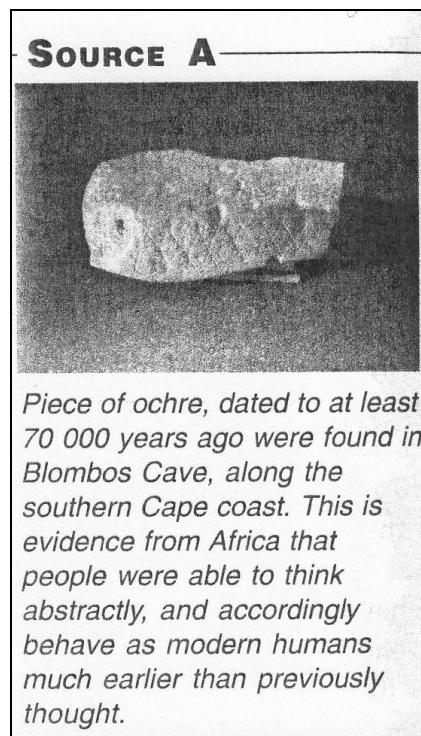 SOURCE A
Piece of ochre, dated to at least
70 000 years ago were found in
Blombos Cave, along the
southern Cape coast. This is
evidence from Africa that
people were able to think
abstractly, and accordingly
behave as modern humans
much earlier than previously
thought.